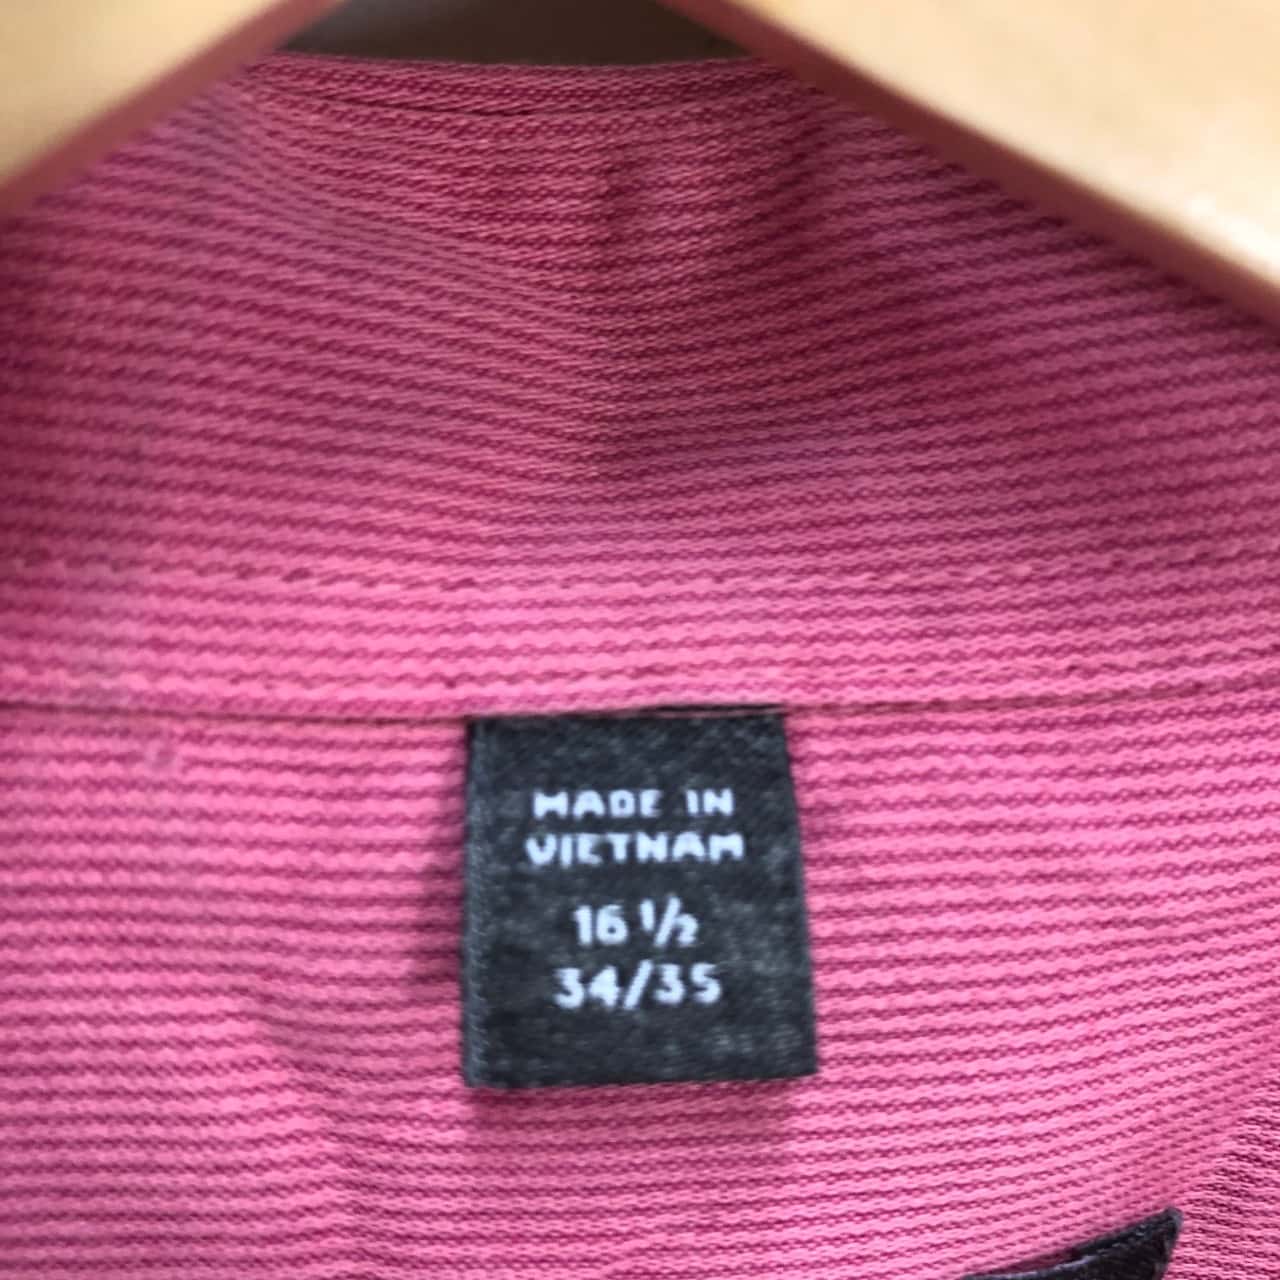 MADE IN
VIETNAM
16 1/2
34/35